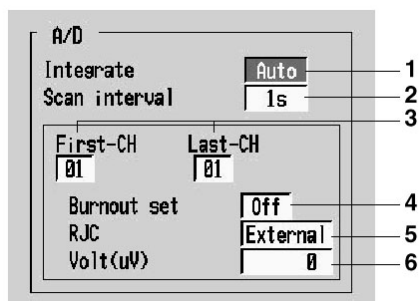 A/D
Integrate Auto 1
Scan interval 1s 2
3
First-CH Last-CH
01 01
Burnout set Off 4
RJC External 5
Volt(uV) 0 6